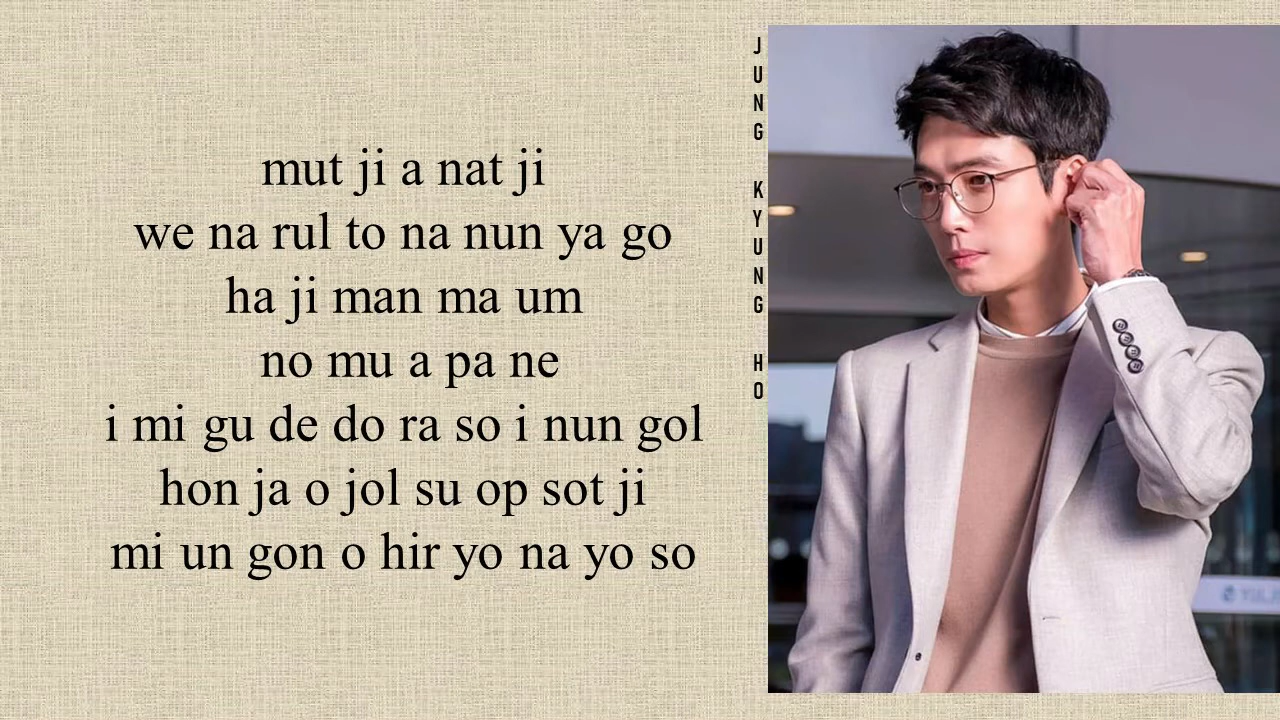 mut ji a nat ji
we na rul to na nun ya go
ha ji man ma um
no mu a pa ne
i mi gu de do ra so i nun gol
hon ja o jol su op sot ji
mi un gon o hir yo na yo so
JUNG KYUNG HO